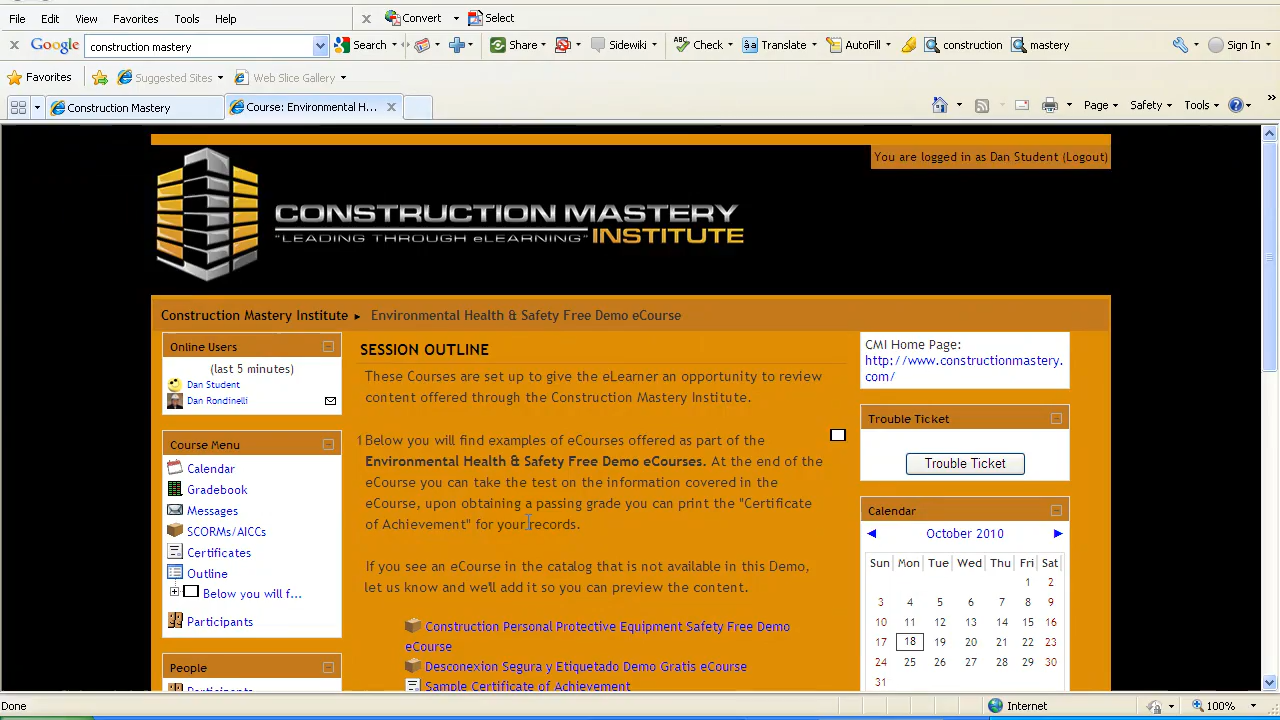 File Edit View Favorites Tools Help Convert Select
Google construction mastery Search Share Sidewiki Check Translate AutoFill construction mastery Sign In
Favorites Suggested Sites Web Slice Gallery
Construction Mastery Course: Environmental H... Page Safety Tools
You are logged in as Dan Student (Logout)
CONSTRUCTION MASTERY
"LEADING THROUGH eLEARNING" INSTITUTE
Construction Mastery Institute ► Environmental Health & Safety Free Demo eCourse
Online Users
(last 5 minutes)
Dan Student
Dan Rondinelli
Course Menu
Calendar
Gradebook
Messages
SCORMs/AICCs
Certificates
Outline
Below you will f...
Participants
People
Participants
SESSION OUTLINE
These Courses are set up to give the eLearner an opportunity to review
content offered through the Construction Mastery Institute.
1 Below you will find examples of eCourses offered as part of the
Environmental Health & Safety Free Demo eCourses. At the end of the
eCourse you can take the test on the information covered in the
eCourse, upon obtaining a passing grade you can print the "Certificate
of Achievement" for your records.
If you see an eCourse in the catalog that is not available in this Demo,
let us know and we'll add it so you can preview the content.
Construction Personal Protective Equipment Safety Free Demo
eCourse
Desconexion Segura y Etiquetado Demo Gratis eCourse
Sample Certificate of Achievement
CMI Home Page:
http://www.constructionmastery.
com/
Trouble Ticket
Trouble Ticket
Calendar
◄ October 2010 ►
Sun Mon Tue Wed Thu Fri Sat
1 2
3 4 5 6 7 8 9
10 11 12 13 14 15 16
17 18 19 20 21 22 23
24 25 26 27 28 29 30
31
Done Internet 100%